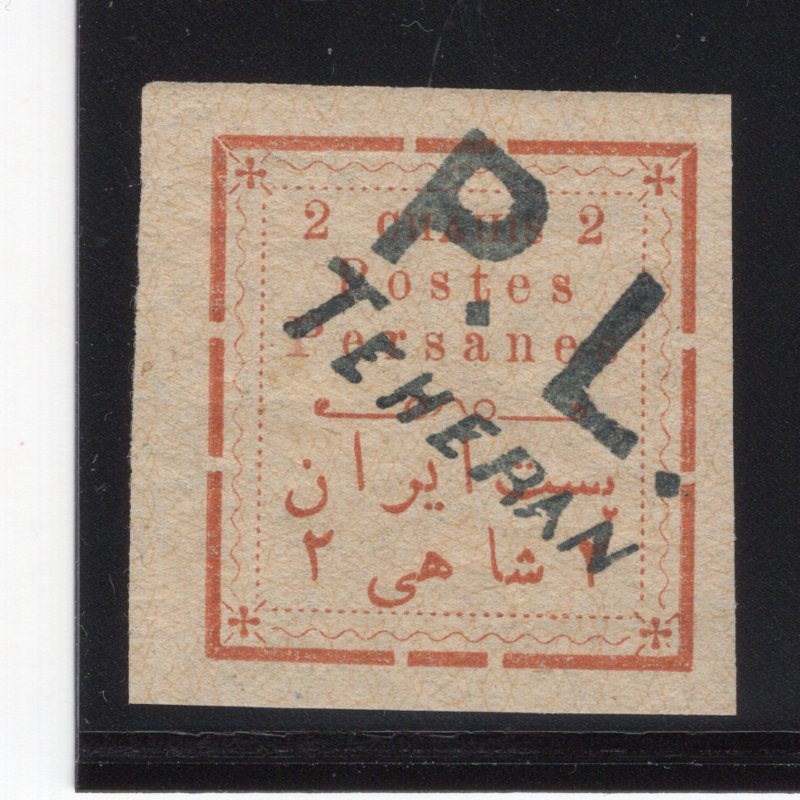 2 CHAHIS 2
Postes
Persanes
پست ایران
۲ شاهی ۲
P. L.
TEHERAN